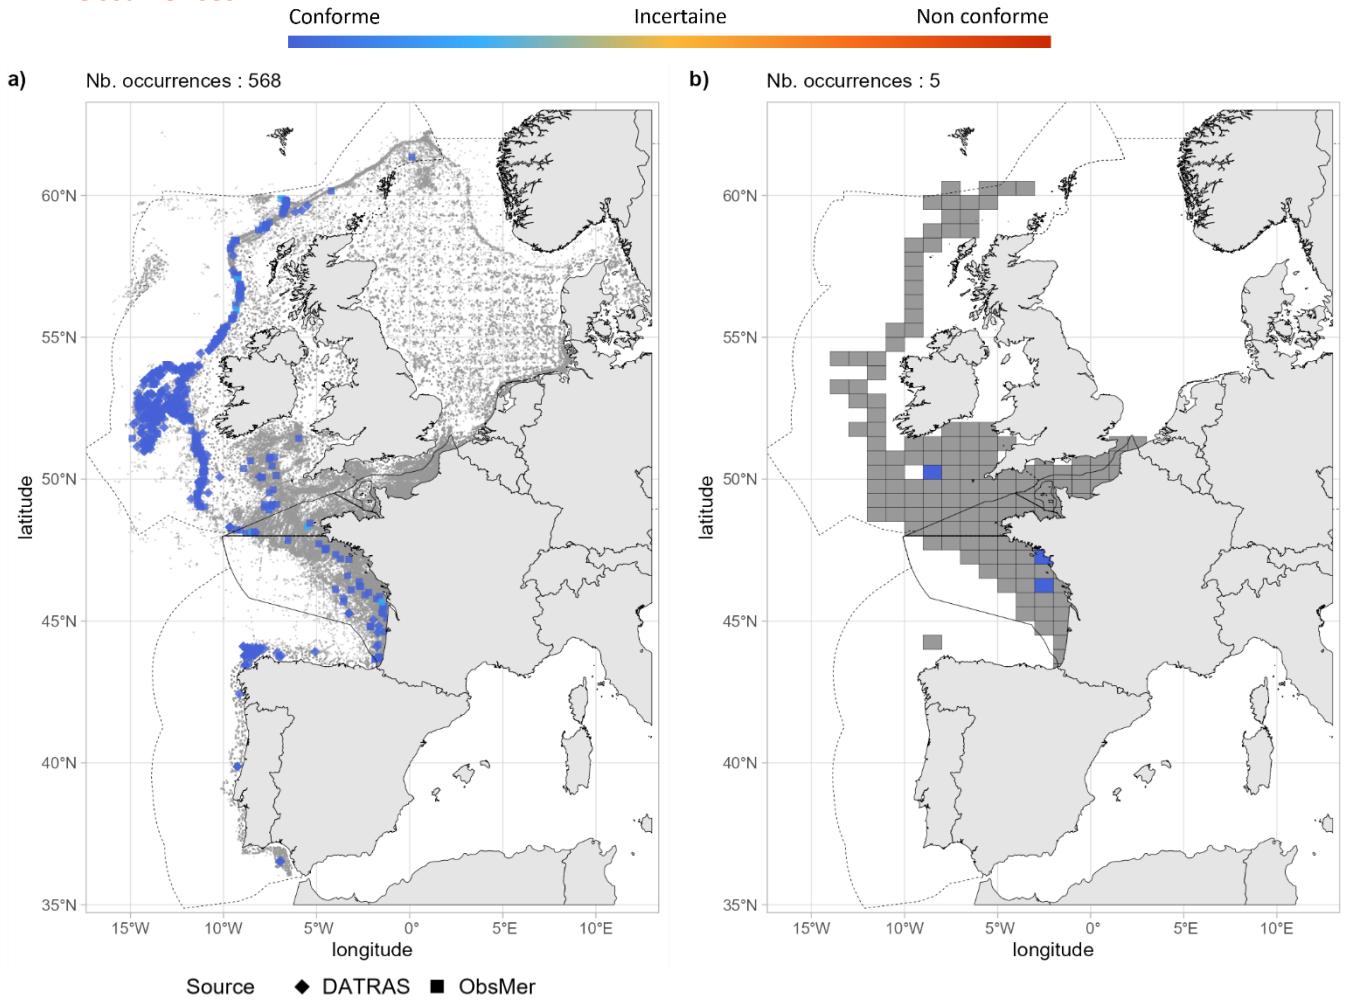 Conforme Incertaine Non conforme
a) Nb. occurrences : 568 b) Nb. occurrences : 5
60°N 60°N
55°N 55°N
50°N 50°N
45°N 45°N
40°N 40°N
35°N 35°N
latitude latitude
15°W 10°W 5°W 0° 5°E 10°E 15°W 10°W 5°W 0° 5°E 10°E
longitude longitude
Source DATRAS ObsMer